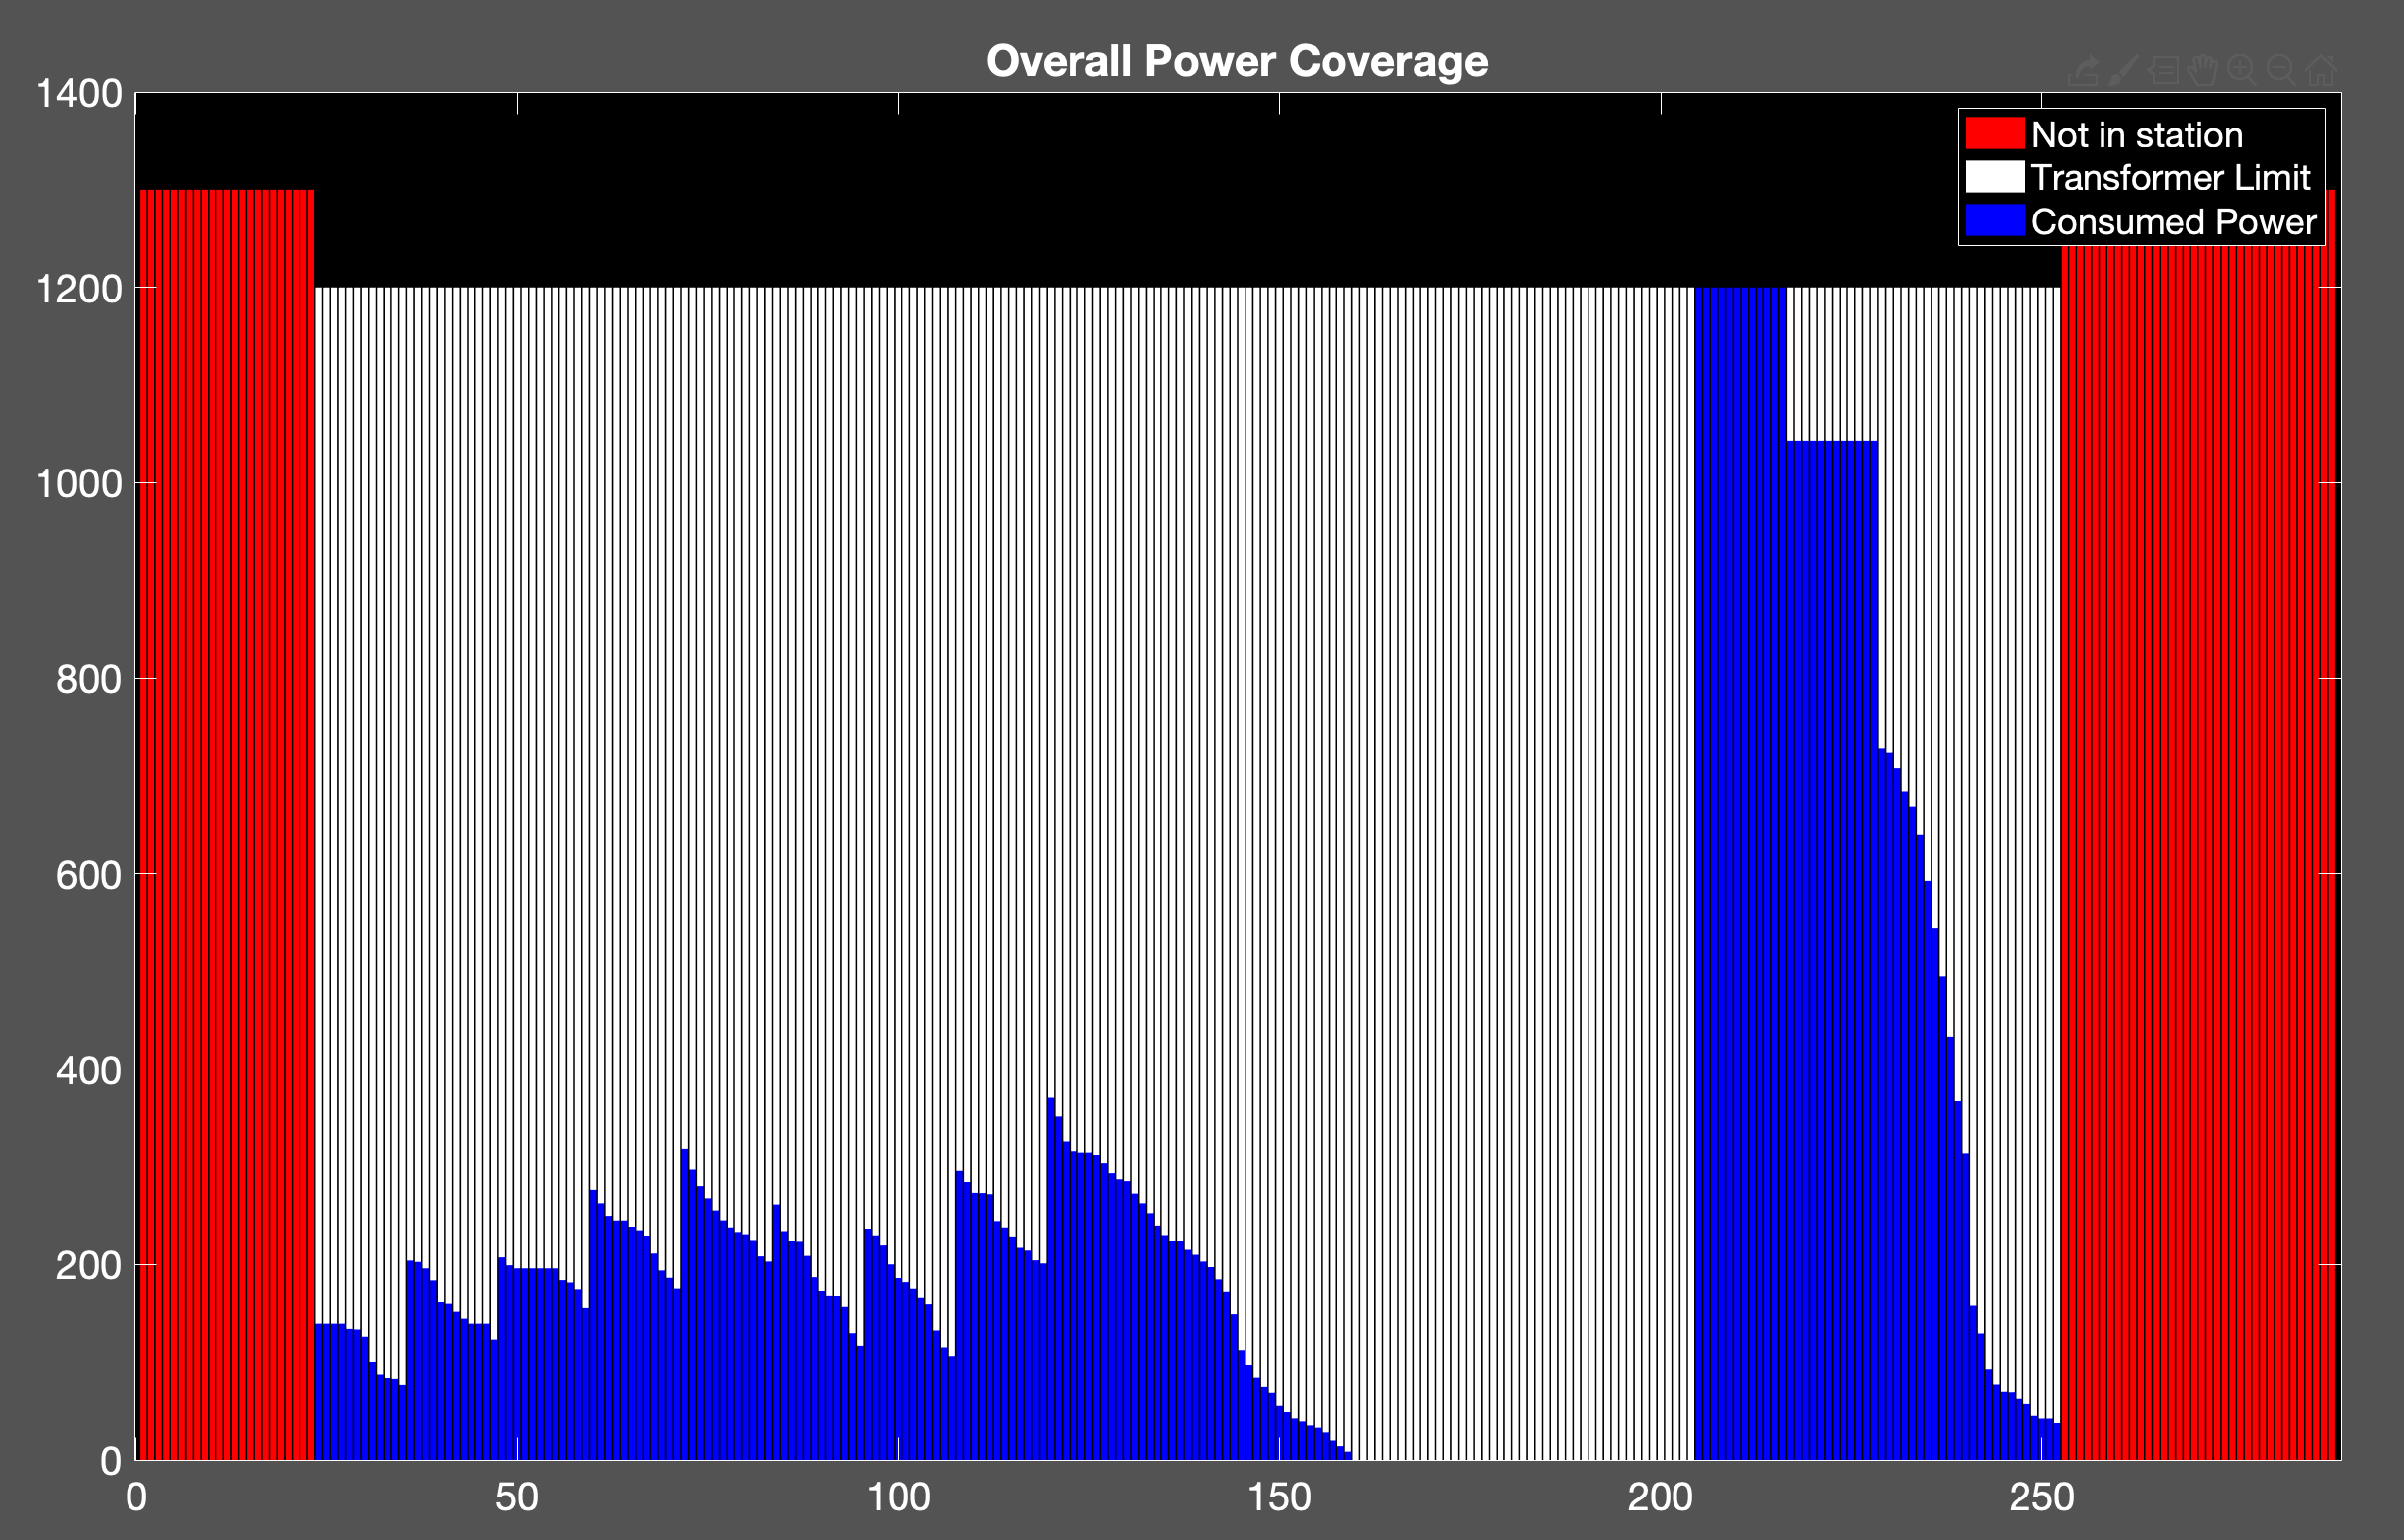 Overall Power Coverage
Not in station
Transformer Limit
Consumed Power
1400
1200
1000
800
600
400
200
0
0 50 100 150 200 250